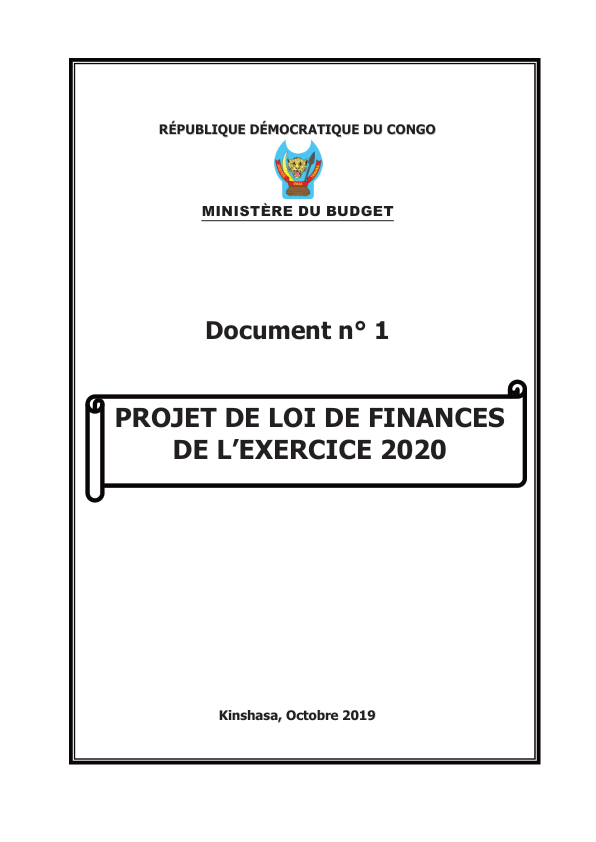 RÉPUBLIQUE DÉMOCRATIQUE DU CONGO
MINISTÈRE DU BUDGET
Document n° 1
PROJET DE LOI DE FINANCES
DE L’EXERCICE 2020
Kinshasa, Octobre 2019